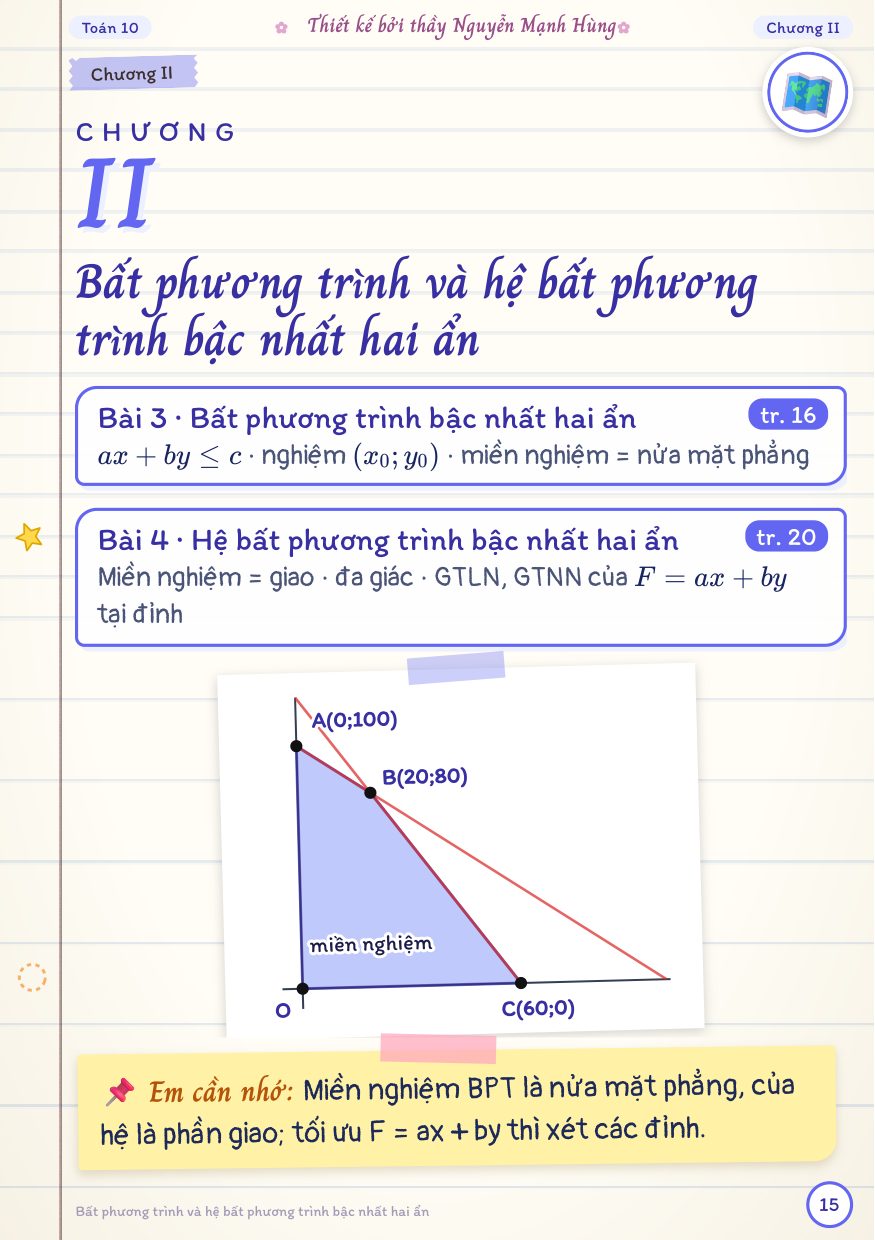 Toán 10
Thiết kế bởi thầy Nguyễn Mạnh Hùng
Chương II
Chương II
CHƯƠNG
II
Bất phương trình và hệ bất phương
trình bậc nhất hai ẩn
Bài 3 · Bất phương trình bậc nhất hai ẩn
tr. 16
ax + by ≤ c · nghiệm (x₀; y₀) · miền nghiệm = nửa mặt phẳng
Bài 4 · Hệ bất phương trình bậc nhất hai ẩn
tr. 20
Miền nghiệm = giao · đa giác · GTLN, GTNN của F = ax + by
tại đỉnh
A(0;100)
B(20;80)
miền nghiệm
O
C(60;0)
Em cần nhớ: Miền nghiệm BPT là nửa mặt phẳng, của
hệ là phần giao; tối ưu F = ax + by thì xét các đỉnh.
Bất phương trình và hệ bất phương trình bậc nhất hai ẩn
15